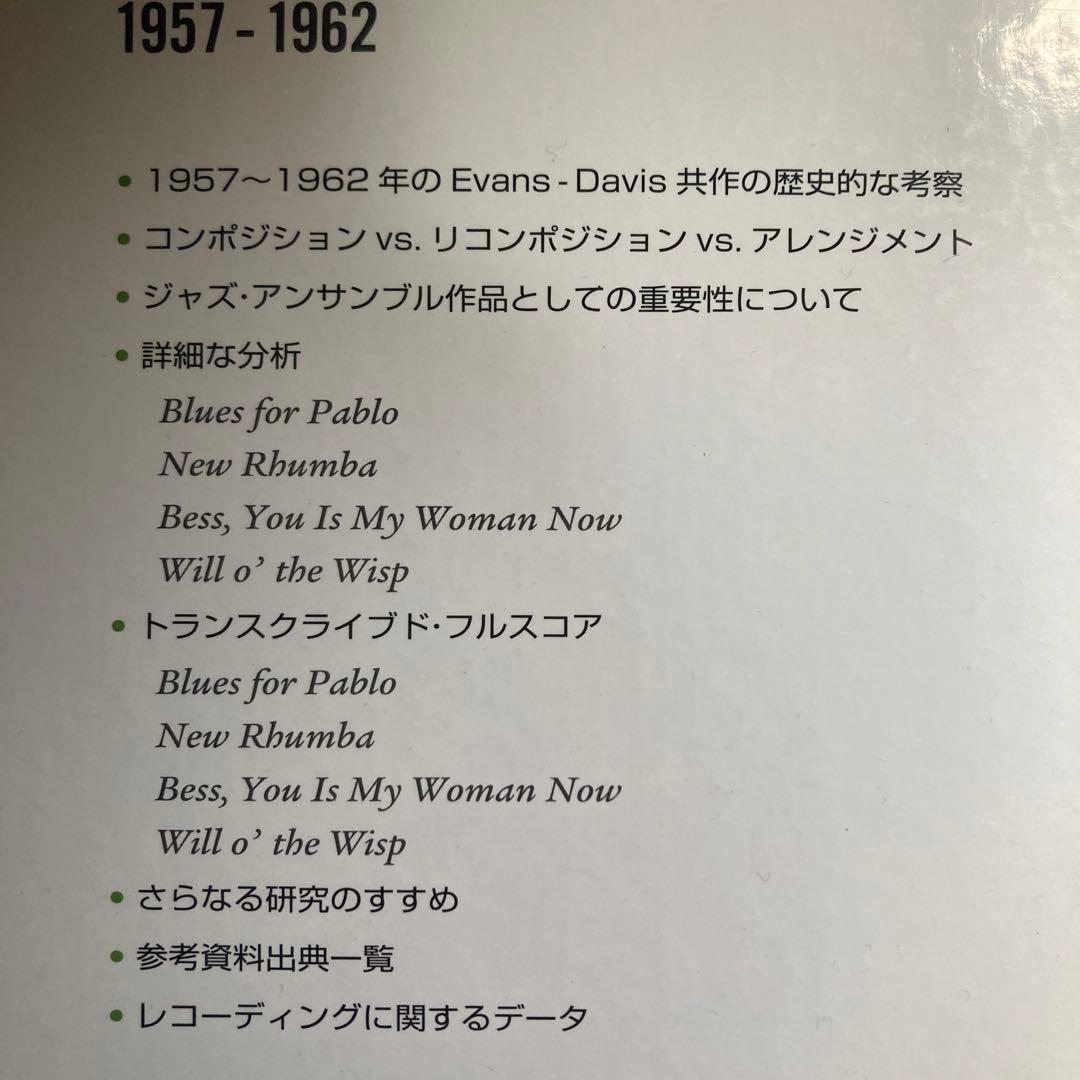 1957 - 1962
• 1957～1962 年の Evans - Davis 共作の歴史的な考察
• コンポジション vs. リコンポジション vs. アレンジメント
• ジャズ・アンサンブル作品としての重要性について
• 詳細な分析
Blues for Pablo
New Rhumba
Bess, You Is My Woman Now
Will o’ the Wisp
• トランスクライブド・フルスコア
Blues for Pablo
New Rhumba
Bess, You Is My Woman Now
Will o’ the Wisp
• さらなる研究のすすめ
• 参考資料出典一覧
• レコーディングに関するデータ